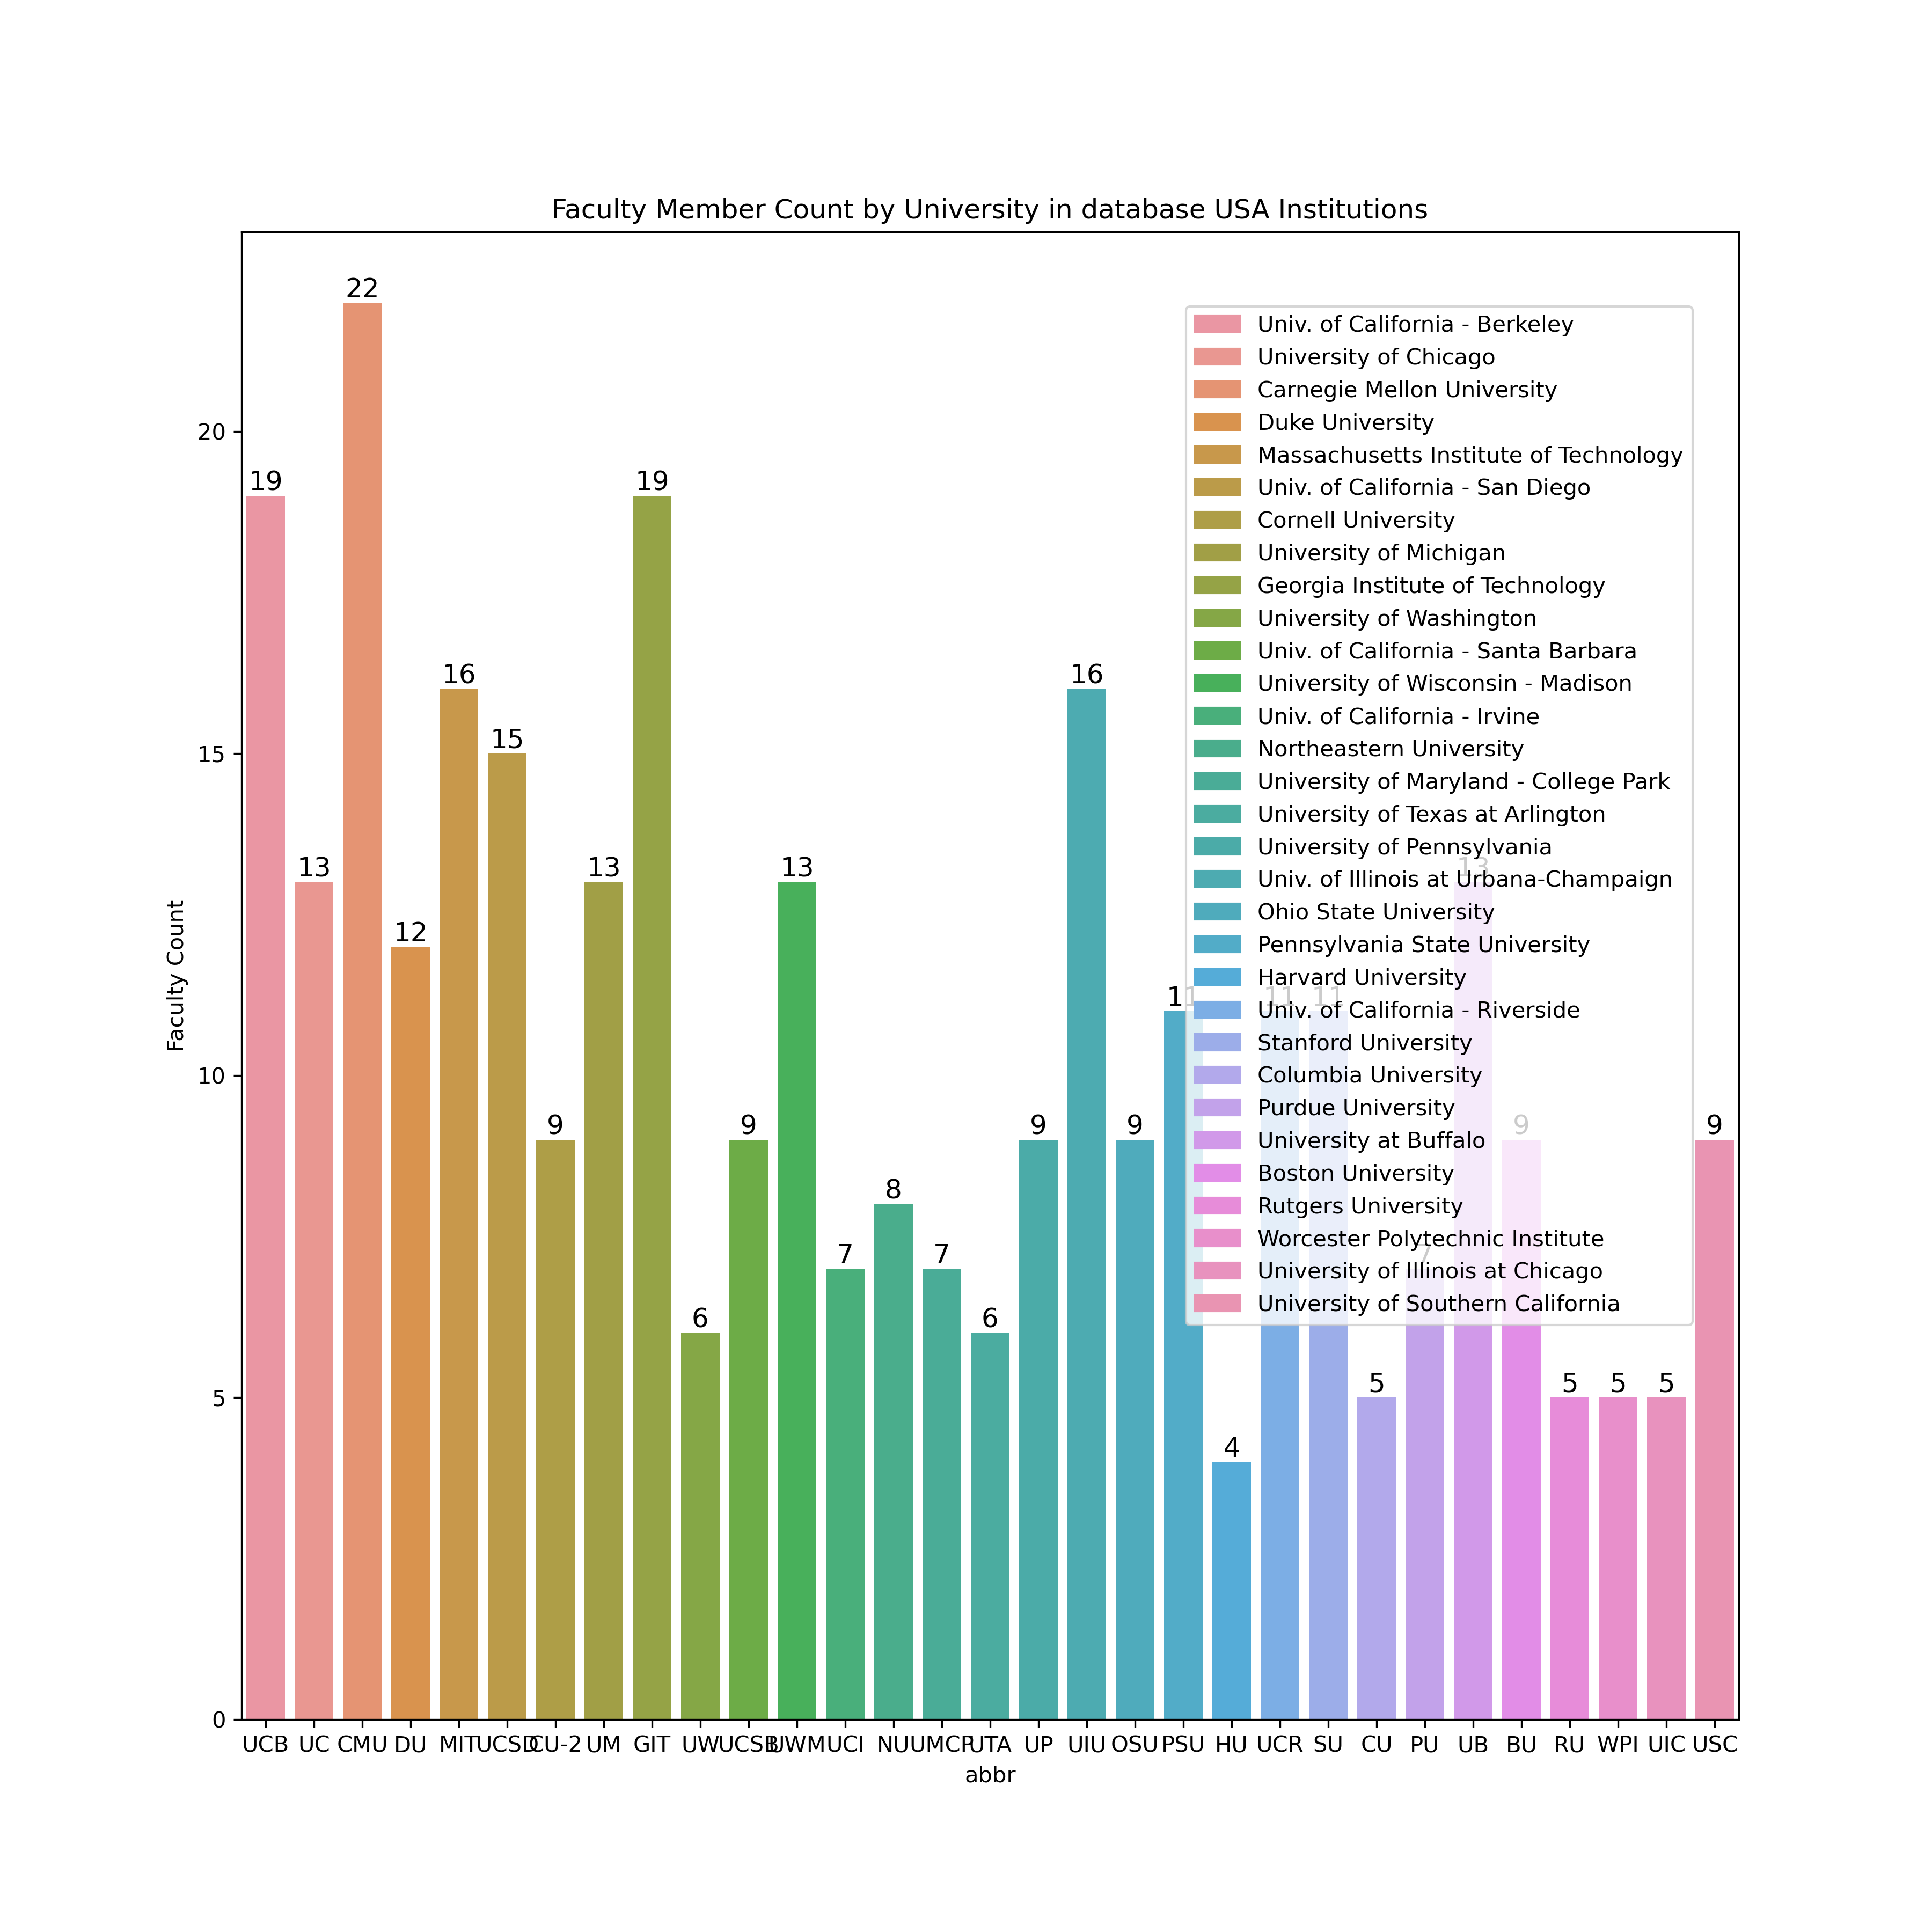 Faculty Member Count by University in database USA Institutions
22
19
19
16
16
15
13
13
13
13
12
11
11
11
9
9
9
9
9
9
8
7
7
7
6
6
5
5
5
5
4
Univ. of California - Berkeley
University of Chicago
Carnegie Mellon University
Duke University
Massachusetts Institute of Technology
Univ. of California - San Diego
Cornell University
University of Michigan
Georgia Institute of Technology
University of Washington
Univ. of California - Santa Barbara
University of Wisconsin - Madison
Univ. of California - Irvine
Northeastern University
University of Maryland - College Park
University of Texas at Arlington
University of Pennsylvania
Univ. of Illinois at Urbana-Champaign
Ohio State University
Pennsylvania State University
Harvard University
Univ. of California - Riverside
Stanford University
Columbia University
Purdue University
University at Buffalo
Boston University
Rutgers University
Worcester Polytechnic Institute
University of Illinois at Chicago
University of Southern California
20
15
10
5
0
Faculty Count
UCB UC CMU DU MIT UCSD CU-2 UM GIT UW UCSB UWM UCI NU UMCP UTA UP UIU OSU PSU HU UCR SU CU PU UB BU RU WPI UIC USC
abbr